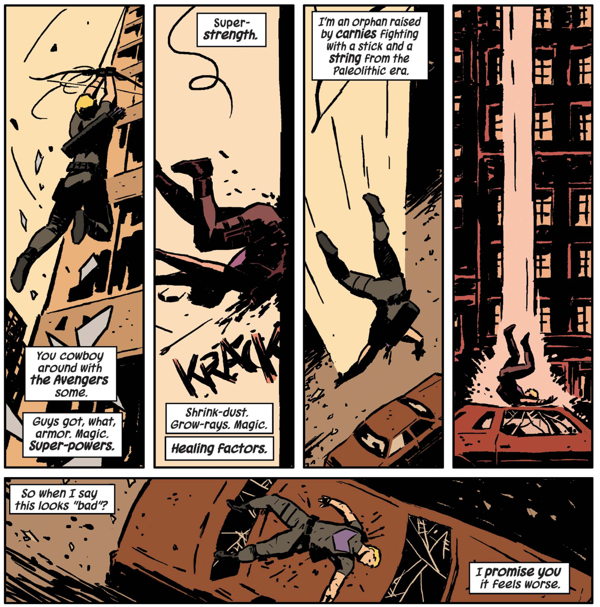 You cowboy
around with
the Avengers
some.
Guys got, what,
armor. Magic.
Super-powers.
Super-
strength.
KRACK
Shrink-dust.
Grow-rays. Magic.
Healing Factors.
I'm an orphan raised
by carnies fighting
with a stick and a
string from the
Paleolithic era.
So when I say
this looks "bad"?
I promise you
it feels worse.